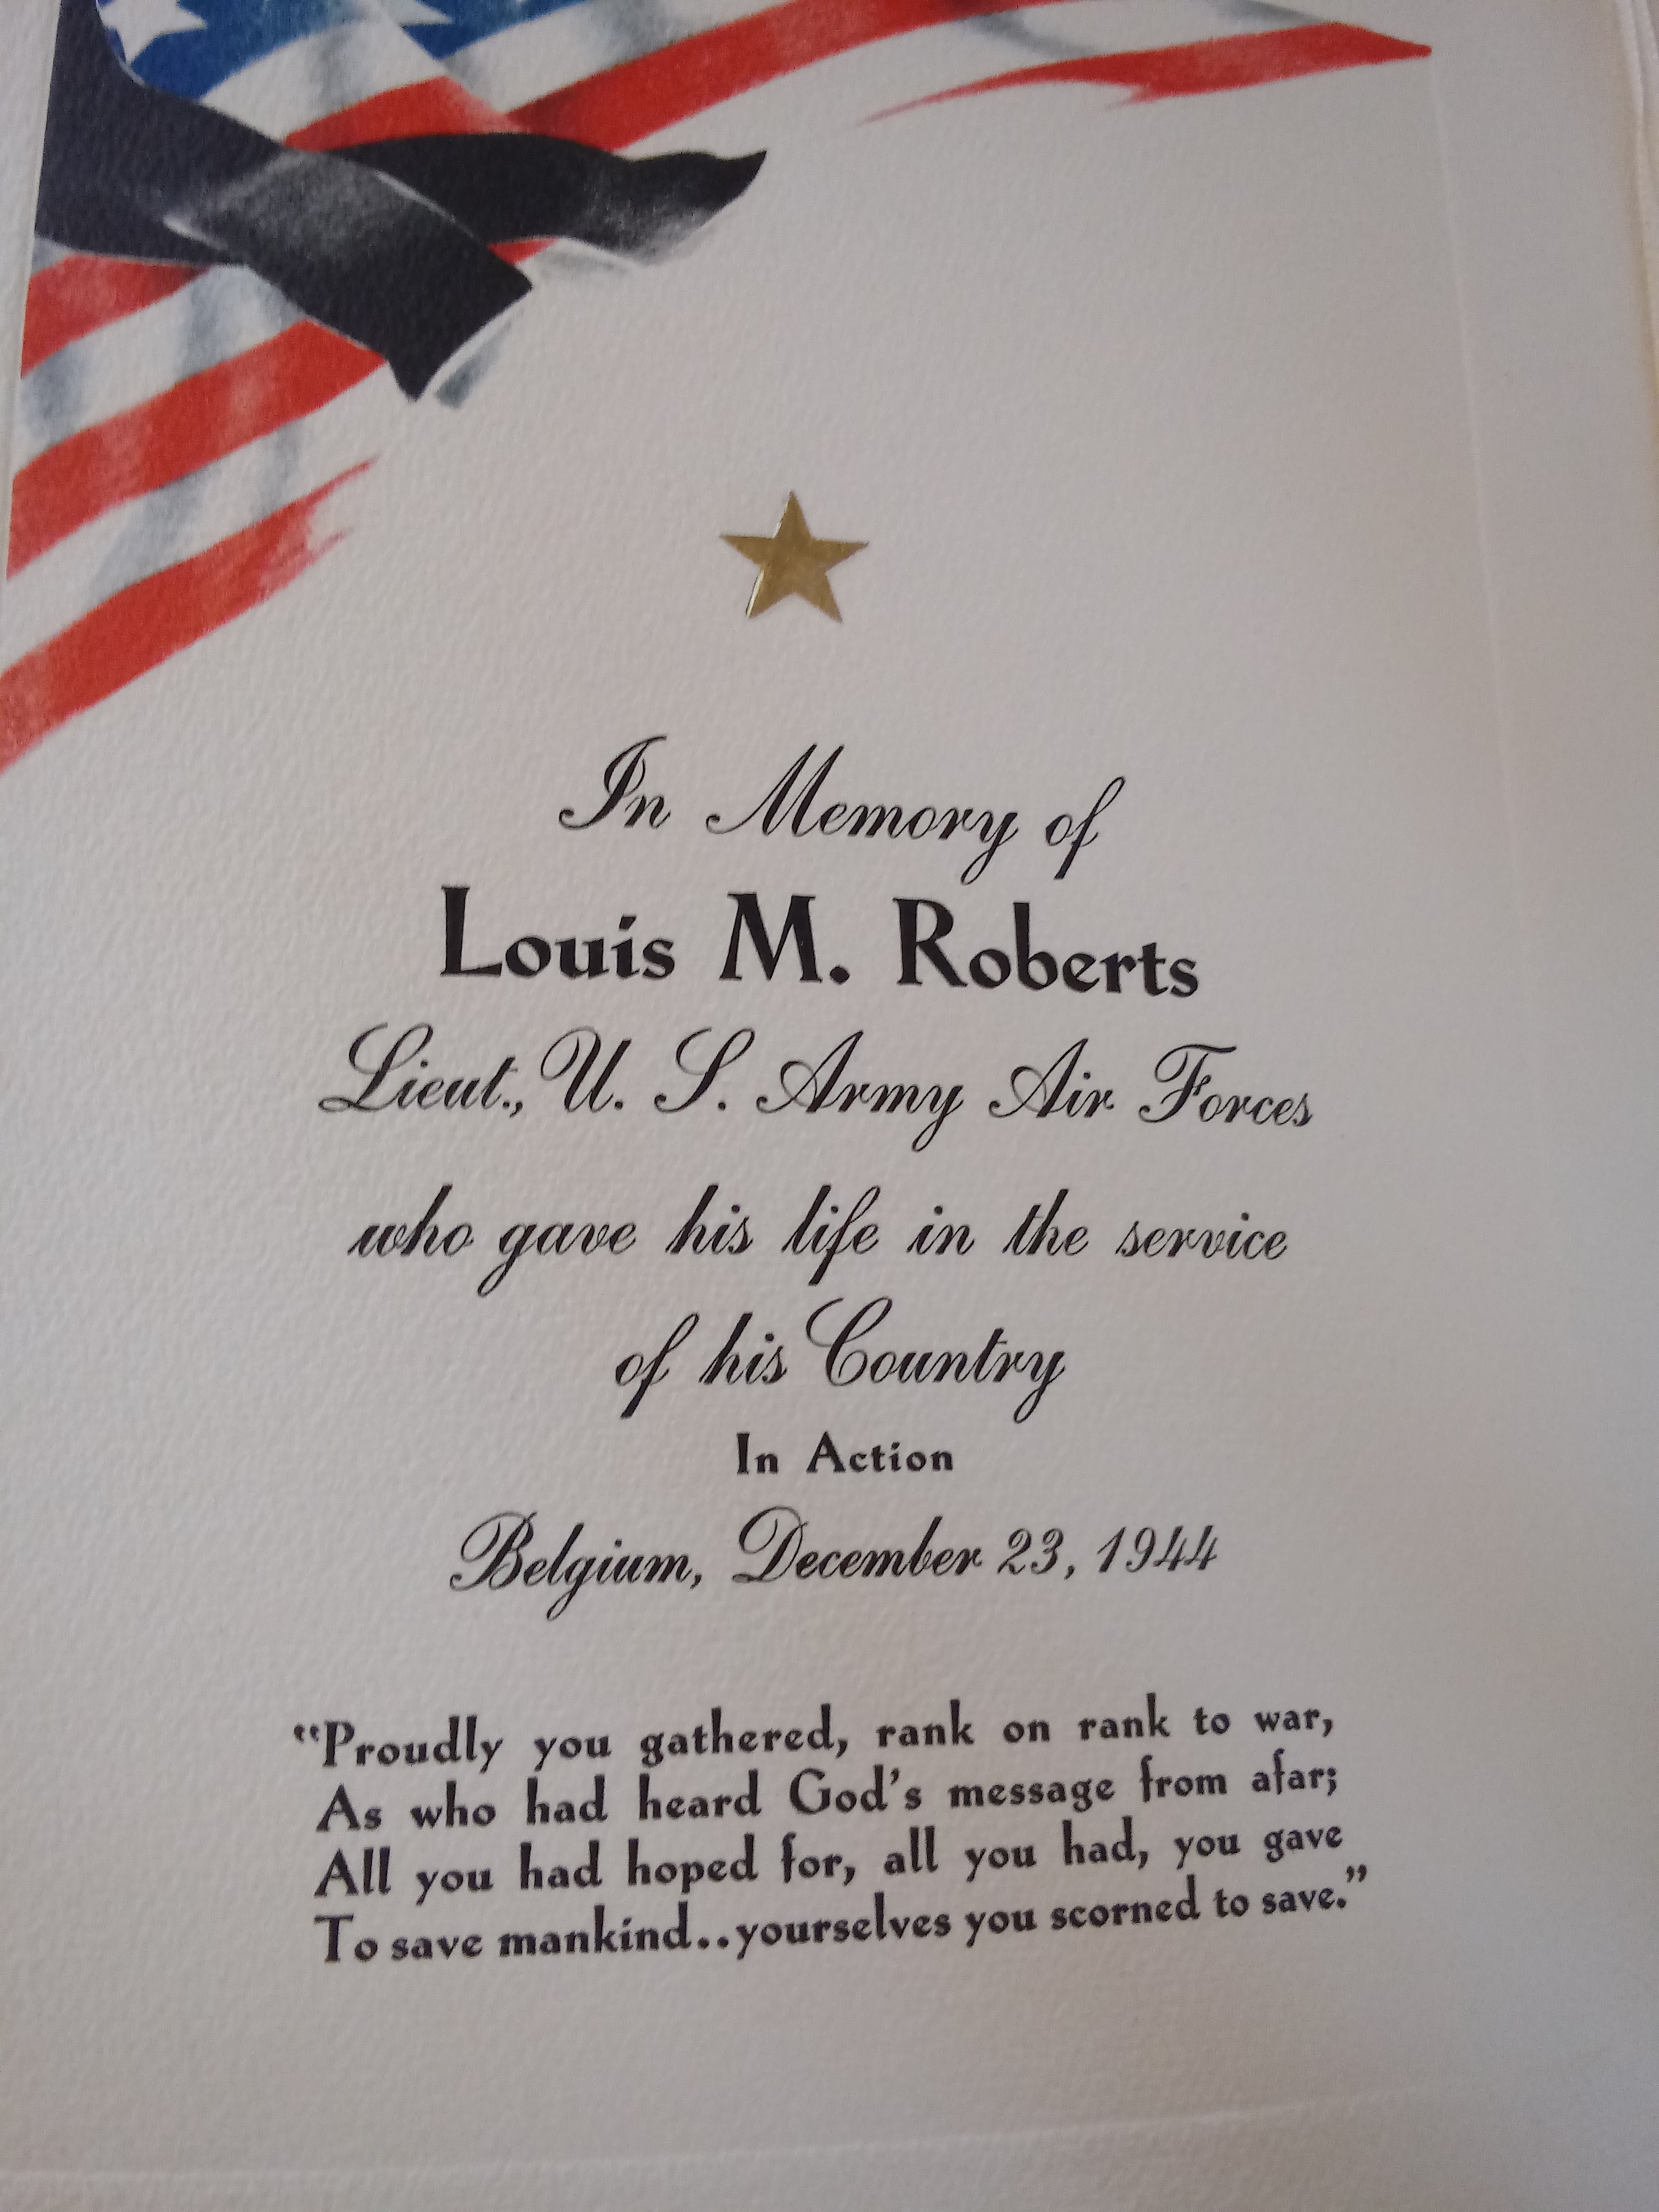 In Memory of
Louis M. Roberts
Lieut., U. S. Army Air Forces
who gave his life in the service
of his Country
In Action
Belgium, December 23, 1944
“Proudly you gathered, rank on rank to war,
As who had heard God’s message from afar;
All you had hoped for, all you had, you gave
To save mankind..yourselves you scorned to save.”